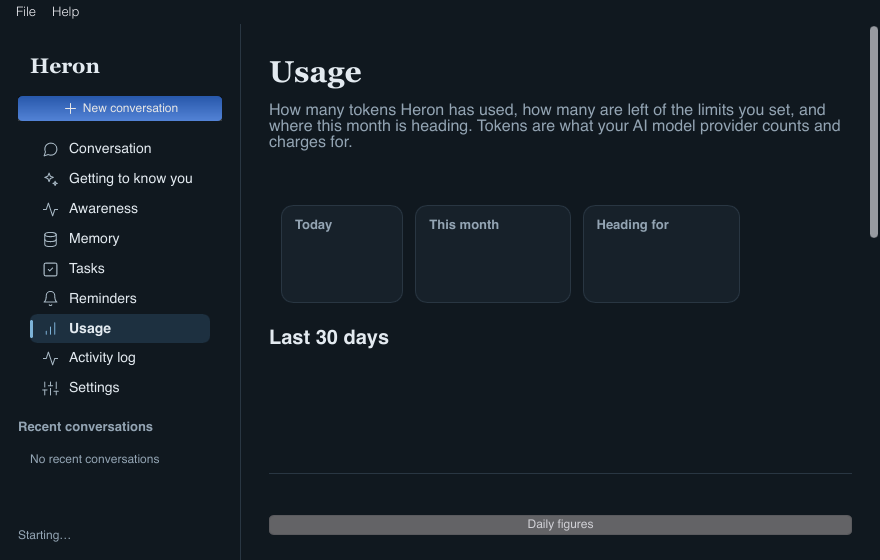 File Help
Heron
New conversation
Conversation
Getting to know you
Awareness
Memory
Tasks
Reminders
Usage
Activity log
Settings
Recent conversations
No recent conversations
Starting…
Usage
How many tokens Heron has used, how many are left of the limits you set, and
where this month is heading. Tokens are what your AI model provider counts and
charges for.
Today
This month
Heading for
Last 30 days
Daily figures